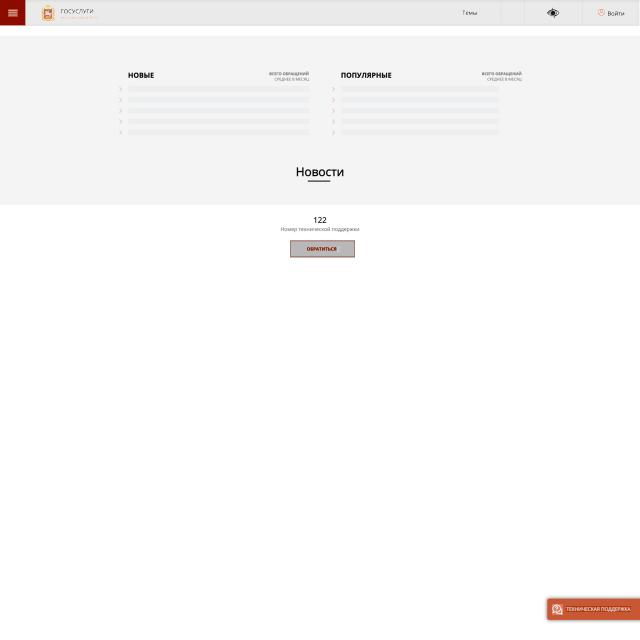 ГОСУСЛУГИ
Темы
Войти
НОВЫЕ
ВСЕГО ОБРАЩЕНИЙ
СРЕДНЕЕ В МЕСЯЦ
ПОПУЛЯРНЫЕ
ВСЕГО ОБРАЩЕНИЙ
СРЕДНЕЕ В МЕСЯЦ
Новости
122
Номер технической поддержки
ОБРАТИТЬСЯ
ТЕХНИЧЕСКАЯ ПОДДЕРЖКА